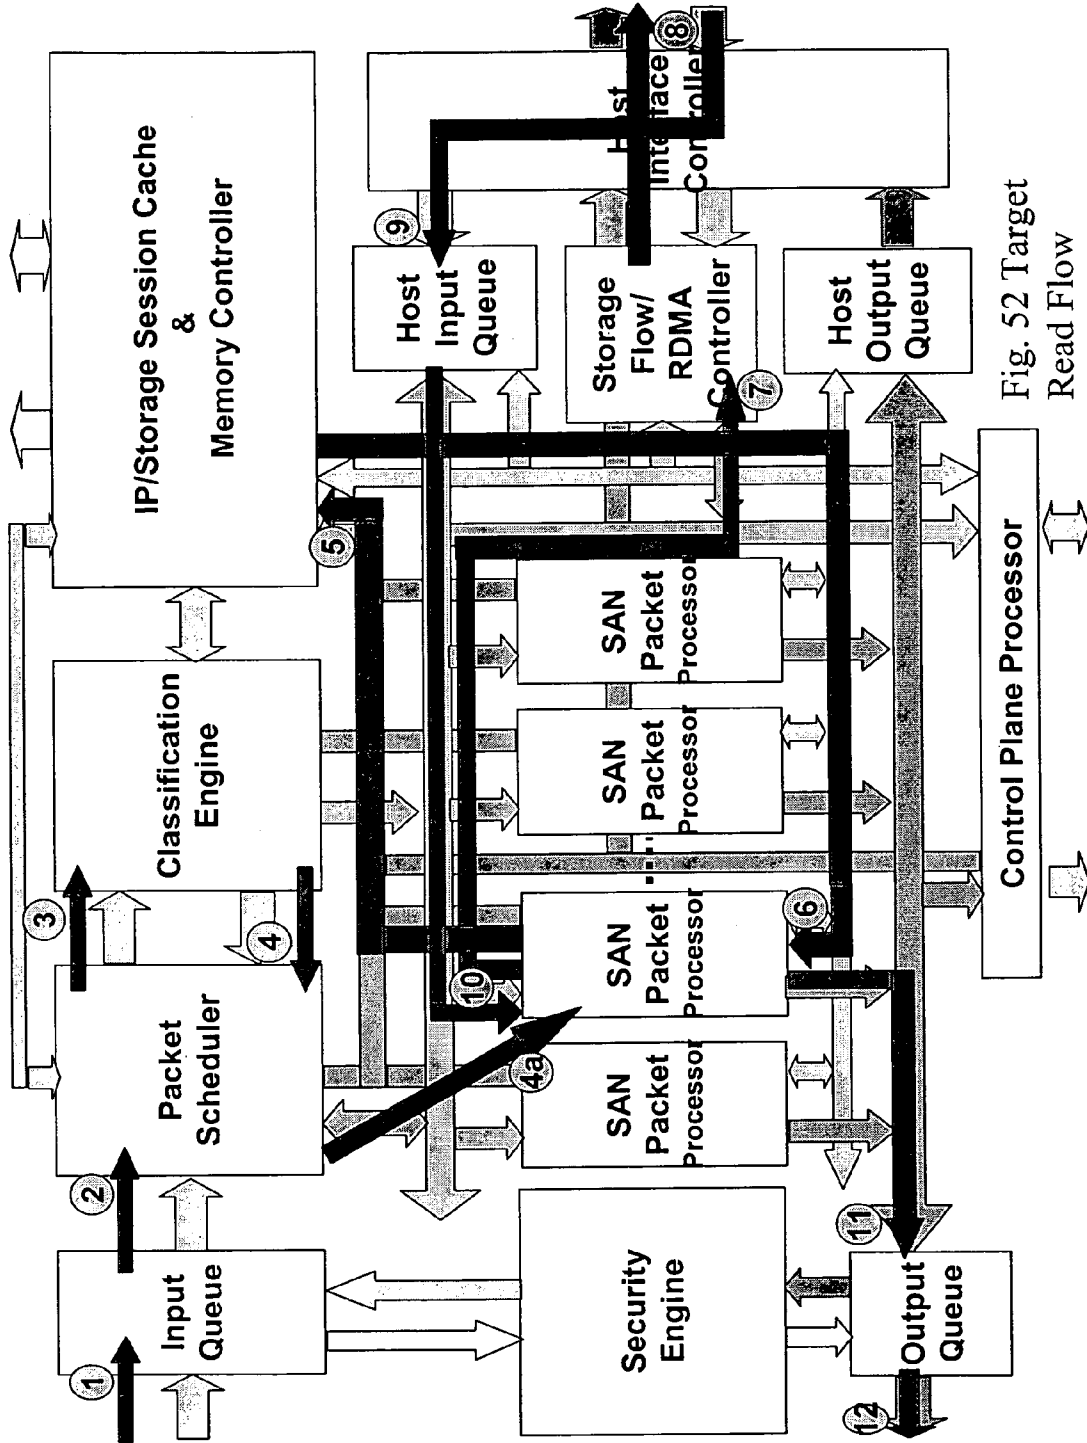 IP/Storage Session Cache
&
Memory Controller
Classification
Engine
Packet
Scheduler
Input
Queue
Host
Interface
Controller
Host
Input
Queue
Storage
Flow/
RDMA
Controller
Host
Output
Queue
SAN
Packet
Processor
SAN
Packet
Processor
.....
SAN
Packet
Processor
SAN
Packet
Processor
Security
Engine
Output
Queue
Control Plane Processor
1
2
3
4
4a
5
6
7
8
9
10
11
12
Fig. 52 Target
Read Flow